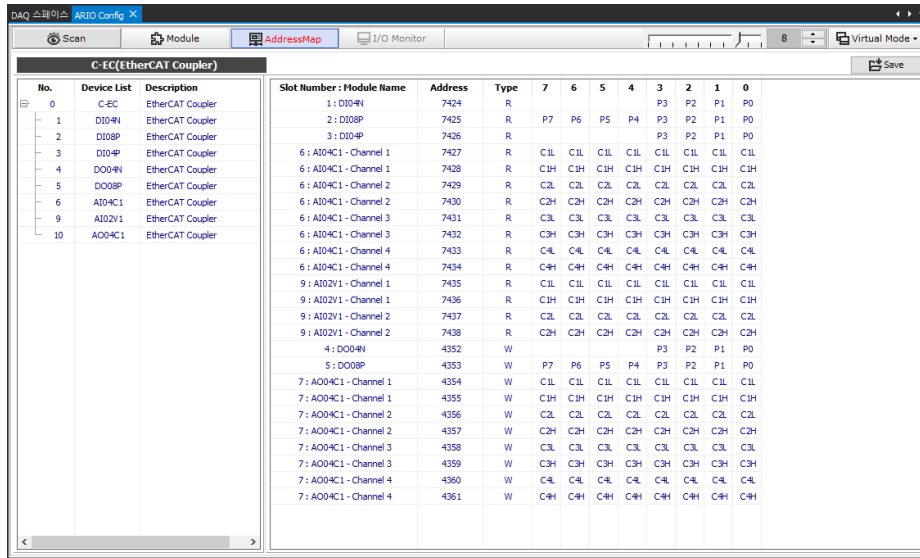 DAQ 스페이스 ARIO Config
Scan Module AddressMap I/O Monitor 8 Virtual Mode
C-EC(EtherCAT Coupler) Save
No. Device List Description
0 C-EC EtherCAT Coupler
1 DI04N EtherCAT Coupler
2 DI08P EtherCAT Coupler
3 DI04P EtherCAT Coupler
4 DO04N EtherCAT Coupler
5 DO08P EtherCAT Coupler
6 AI04C1 EtherCAT Coupler
9 AI02V1 EtherCAT Coupler
10 AO04C1 EtherCAT Coupler
Slot Number : Module Name Address Type 7 6 5 4 3 2 1 0
1 : DI04N 7424 R P3 P2 P1 P0
2 : DI08P 7425 R P7 P6 P5 P4 P3 P2 P1 P0
3 : DI04P 7426 R P3 P2 P1 P0
6 : AI04C1 - Channel 1 7427 R C1L C1L C1L C1L C1L C1L C1L C1L
6 : AI04C1 - Channel 1 7428 R C1H C1H C1H C1H C1H C1H C1H C1H
6 : AI04C1 - Channel 2 7429 R C2L C2L C2L C2L C2L C2L C2L C2L
6 : AI04C1 - Channel 2 7430 R C2H C2H C2H C2H C2H C2H C2H C2H
6 : AI04C1 - Channel 3 7431 R C3L C3L C3L C3L C3L C3L C3L C3L
6 : AI04C1 - Channel 3 7432 R C3H C3H C3H C3H C3H C3H C3H C3H
6 : AI04C1 - Channel 4 7433 R C4L C4L C4L C4L C4L C4L C4L C4L
6 : AI04C1 - Channel 4 7434 R C4H C4H C4H C4H C4H C4H C4H C4H
9 : AI02V1 - Channel 1 7435 R C1L C1L C1L C1L C1L C1L C1L C1L
9 : AI02V1 - Channel 1 7436 R C1H C1H C1H C1H C1H C1H C1H C1H
9 : AI02V1 - Channel 2 7437 R C2L C2L C2L C2L C2L C2L C2L C2L
9 : AI02V1 - Channel 2 7438 R C2H C2H C2H C2H C2H C2H C2H C2H
4 : DO04N 4352 W P3 P2 P1 P0
5 : DO08P 4353 W P7 P6 P5 P4 P3 P2 P1 P0
7 : AO04C1 - Channel 1 4354 W C1L C1L C1L C1L C1L C1L C1L C1L
7 : AO04C1 - Channel 1 4355 W C1H C1H C1H C1H C1H C1H C1H C1H
7 : AO04C1 - Channel 2 4356 W C2L C2L C2L C2L C2L C2L C2L C2L
7 : AO04C1 - Channel 2 4357 W C2H C2H C2H C2H C2H C2H C2H C2H
7 : AO04C1 - Channel 3 4358 W C3L C3L C3L C3L C3L C3L C3L C3L
7 : AO04C1 - Channel 3 4359 W C3H C3H C3H C3H C3H C3H C3H C3H
7 : AO04C1 - Channel 4 4360 W C4L C4L C4L C4L C4L C4L C4L C4L
7 : AO04C1 - Channel 4 4361 W C4H C4H C4H C4H C4H C4H C4H C4H